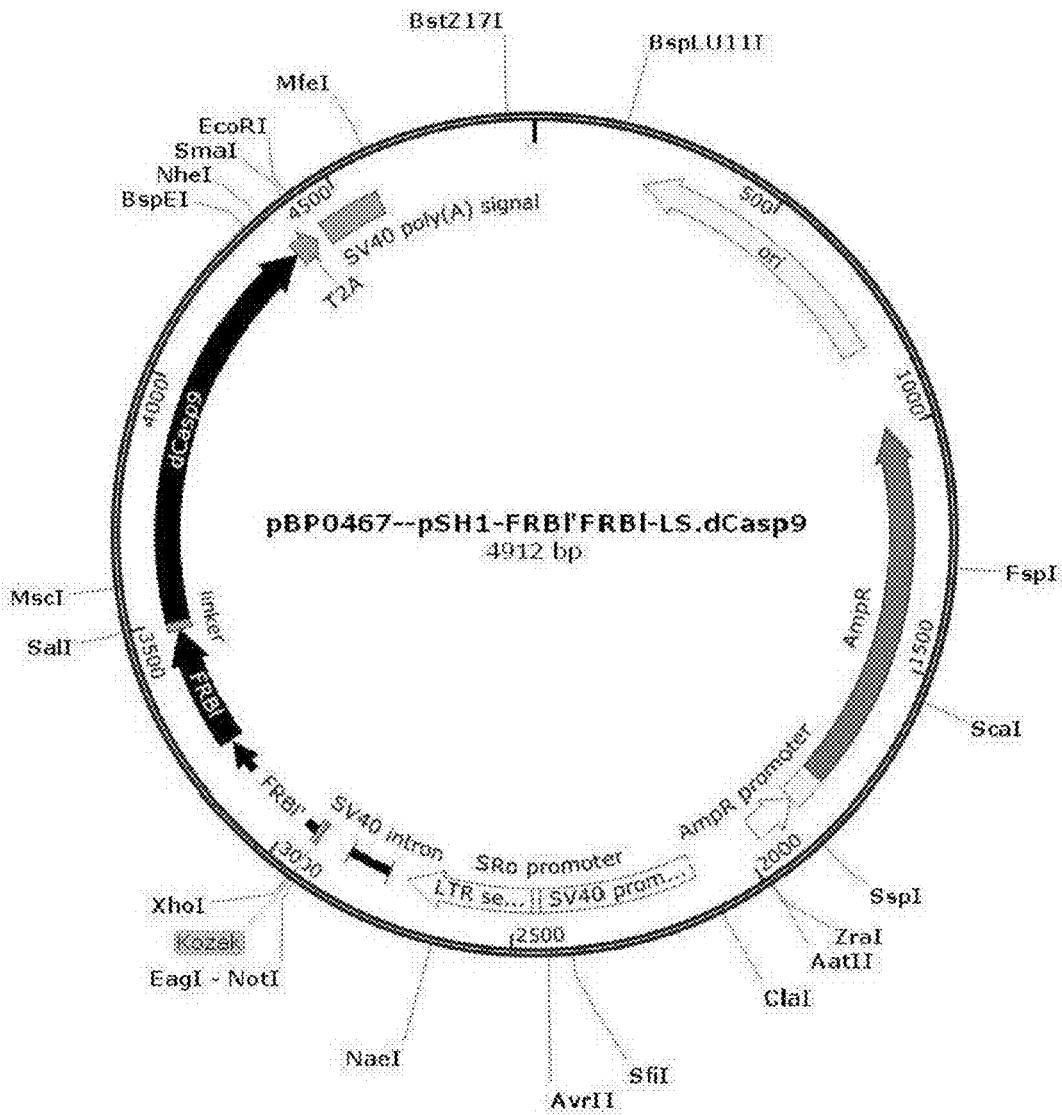 BstZ17I
BspLU11I
MfeI
EcoRI
SmaI
NheI
BspEI
4500
SV40 poly(A) signal
T2A
500
ori
1000
4000
dCasp9
pBP0467--pSH1-FRBl'FRBl-LS.dCasp9
4912 bp
FspI
AmpR
1500
MscI
SalI
3500
linker
FRBl
ScaI
AmpR promoter
FRBl'
SV40 intron
SRα promoter
LTR se...
SV40 prom...
2000
3000
XhoI
Kozak
EagI - NotI
2500
SspI
ZraI
AatII
ClaI
NaeI
SfiI
AvrII